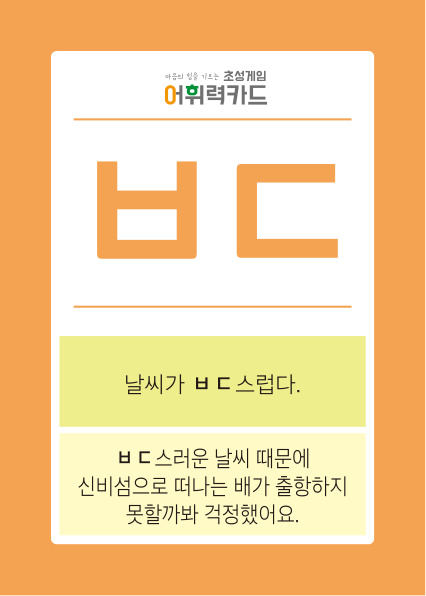 마음의 힘을 기르는 초성게임
어휘력카드
ㅂㄷ
날씨가 ㅂㄷ스럽다.
ㅂㄷ스러운 날씨 때문에
신비섬으로 떠나는 배가 출항하지
못할까봐 걱정했어요.